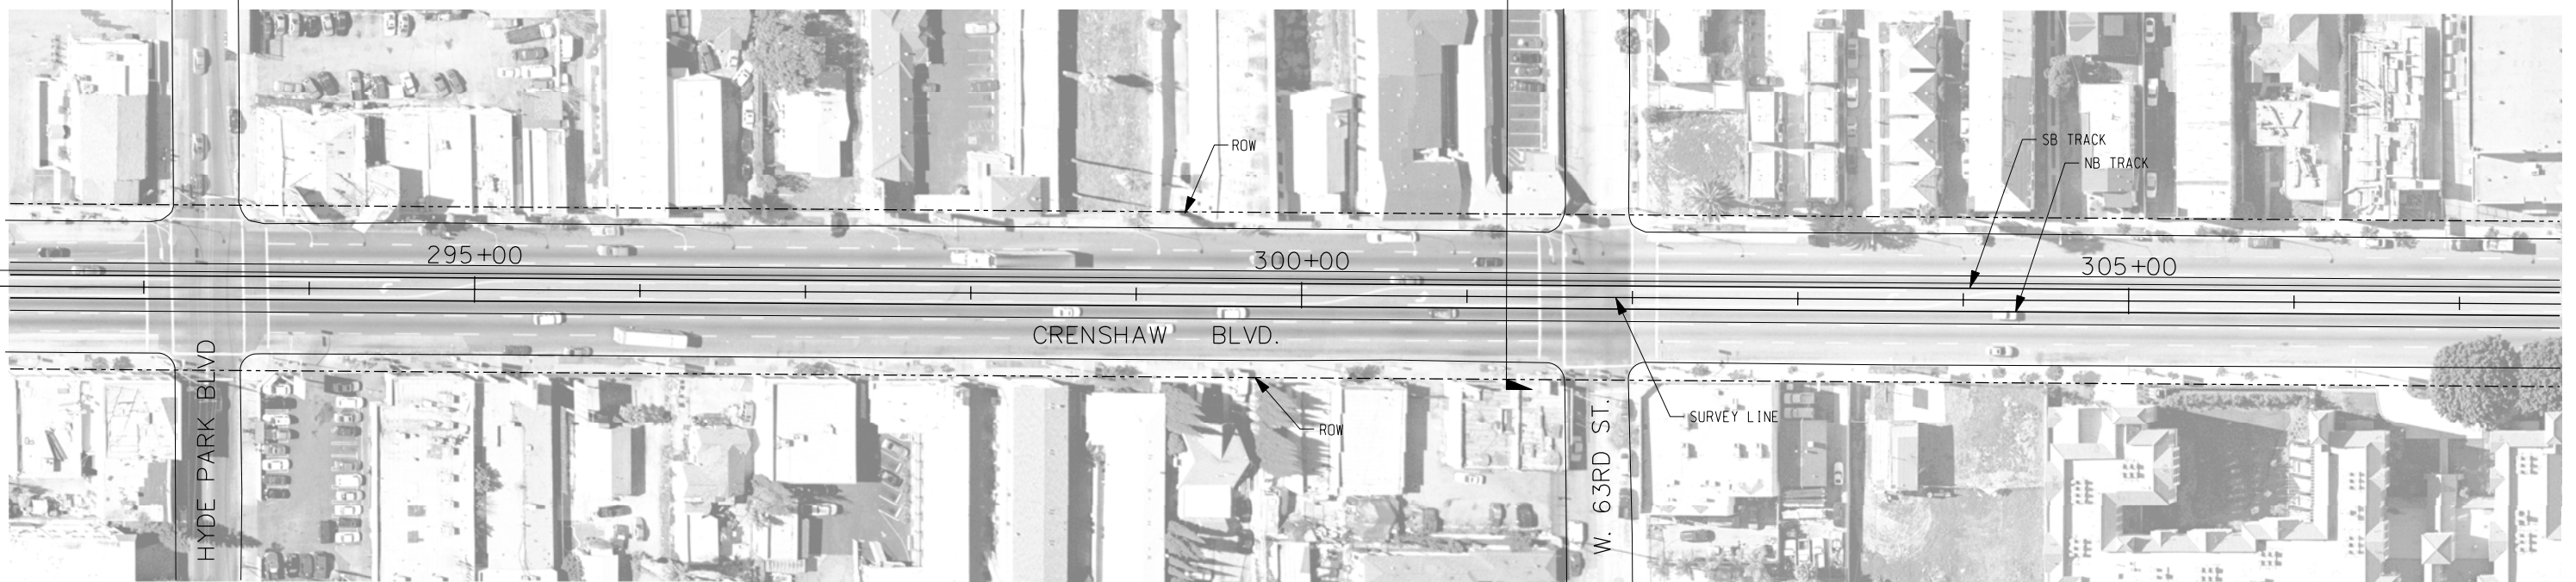 ROW
SB TRACK
NB TRACK
295+00
300+00
305+00
CRENSHAW BLVD.
HYDE PARK BLVD
W. 63RD ST.
SURVEY LINE
ROW